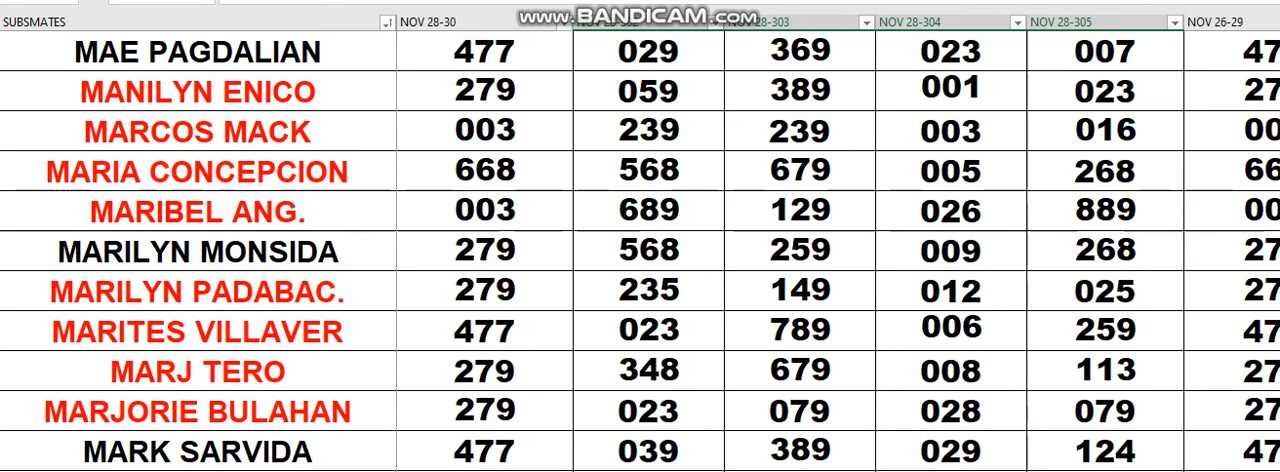 www.BANDICAM.com
SUBSMATES NOV 28-30 28-303 NOV 28-304 NOV 28-305 NOV 26-29
MAE PAGDALIAN 477 029 369 023 007 47
MANILYN ENICO 279 059 389 001 023 27
MARCOS MACK 003 239 239 003 016 00
MARIA CONCEPCION 668 568 679 005 268 66
MARIBEL ANG. 003 689 129 026 889 00
MARILYN MONSIDA 279 568 259 009 268 27
MARILYN PADABAC. 279 235 149 012 025 27
MARITES VILLAVER 477 023 789 006 259 47
MARJ TERO 279 348 679 008 113 27
MARJORIE BULAHAN 279 023 079 028 079 27
MARK SARVIDA 477 039 389 029 124 47